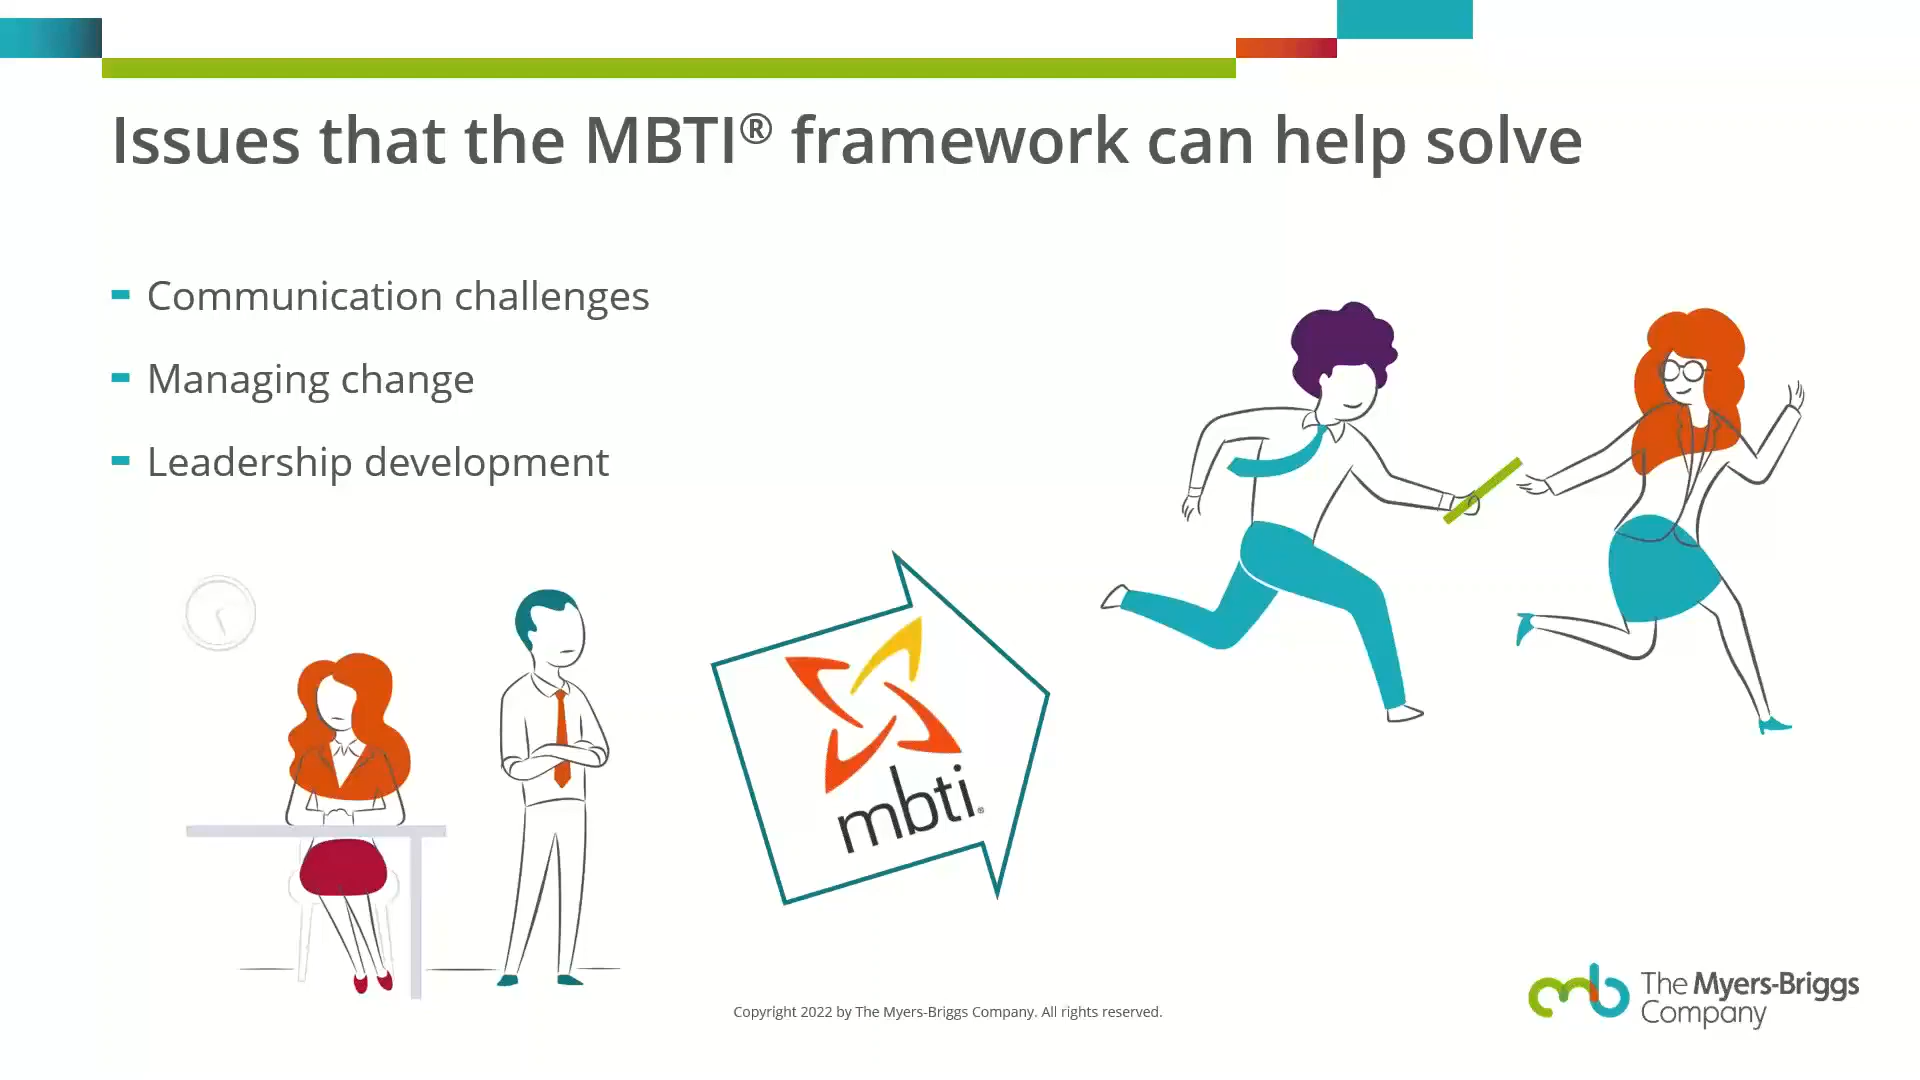 Issues that the MBTI® framework can help solve
Communication challenges
Managing change
Leadership development
mbti®
Copyright 2022 by The Myers-Briggs Company. All rights reserved.
mb
The Myers-Briggs
Company